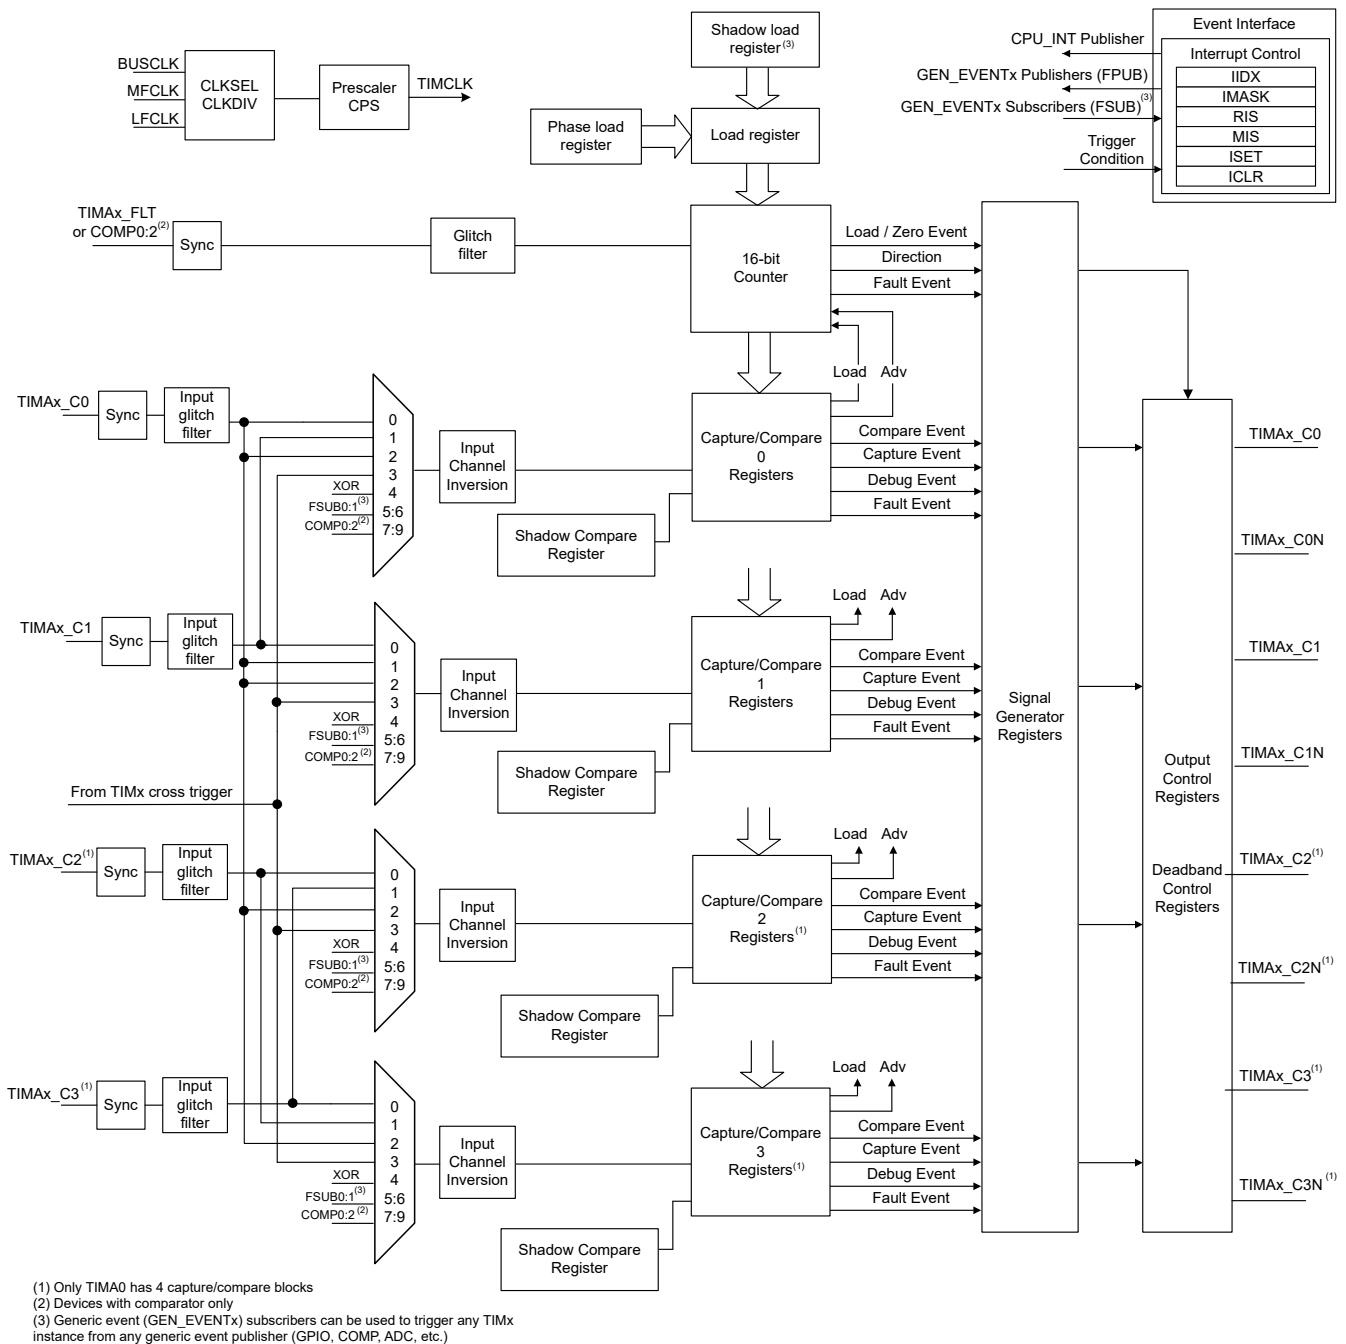 BUSCLK
MFCLK
LFCLK
CLKSEL
CLKDIV
Prescaler
CPS
TIMCLK
Shadow load
register(3)
Phase load
register
Load register
CPU_INT Publisher
GEN_EVENTx Publishers (FPUB)
GEN_EVENTx Subscribers (FSUB)(3)
Trigger
Condition
Event Interface
Interrupt Control
IIDX
IMASK
RIS
MIS
ISET
ICLR
TIMAx_FLT
or COMP0:2(2)
Sync
Glitch
filter
16-bit
Counter
Load / Zero Event
Direction
Fault Event
Load
Adv
TIMAx_C0
Sync
Input
glitch
filter
0
1
2
3
4
5:6
7:9
XOR
FSUB0:1(3)
COMP0:2(2)
Input
Channel
Inversion
Capture/Compare
0
Registers
Shadow Compare
Register
Compare Event
Capture Event
Debug Event
Fault Event
TIMAx_C1
Sync
Input
glitch
filter
0
1
2
3
4
5:6
7:9
XOR
FSUB0:1(3)
COMP0:2(2)
Input
Channel
Inversion
Load
Adv
Capture/Compare
1
Registers
Shadow Compare
Register
Compare Event
Capture Event
Debug Event
Fault Event
From TIMx cross trigger
TIMAx_C2(1)
Sync
Input
glitch
filter
0
1
2
3
4
5:6
7:9
XOR
FSUB0:1(3)
COMP0:2(2)
Input
Channel
Inversion
Load
Adv
Capture/Compare
2
Registers(1)
Shadow Compare
Register
Compare Event
Capture Event
Debug Event
Fault Event
TIMAx_C3(1)
Sync
Input
glitch
filter
0
1
2
3
4
5:6
7:9
XOR
FSUB0:1(3)
COMP0:2(2)
Input
Channel
Inversion
Load
Adv
Capture/Compare
3
Registers(1)
Shadow Compare
Register
Compare Event
Capture Event
Debug Event
Fault Event
Signal
Generator
Registers
Output
Control
Registers
Deadband
Control
Registers
TIMAx_C0
TIMAx_C0N
TIMAx_C1
TIMAx_C1N
TIMAx_C2(1)
TIMAx_C2N(1)
TIMAx_C3(1)
TIMAx_C3N(1)
(1) Only TIMA0 has 4 capture/compare blocks
(2) Devices with comparator only
(3) Generic event (GEN_EVENTx) subscribers can be used to trigger any TIMx
instance from any generic event publisher (GPIO, COMP, ADC, etc.)